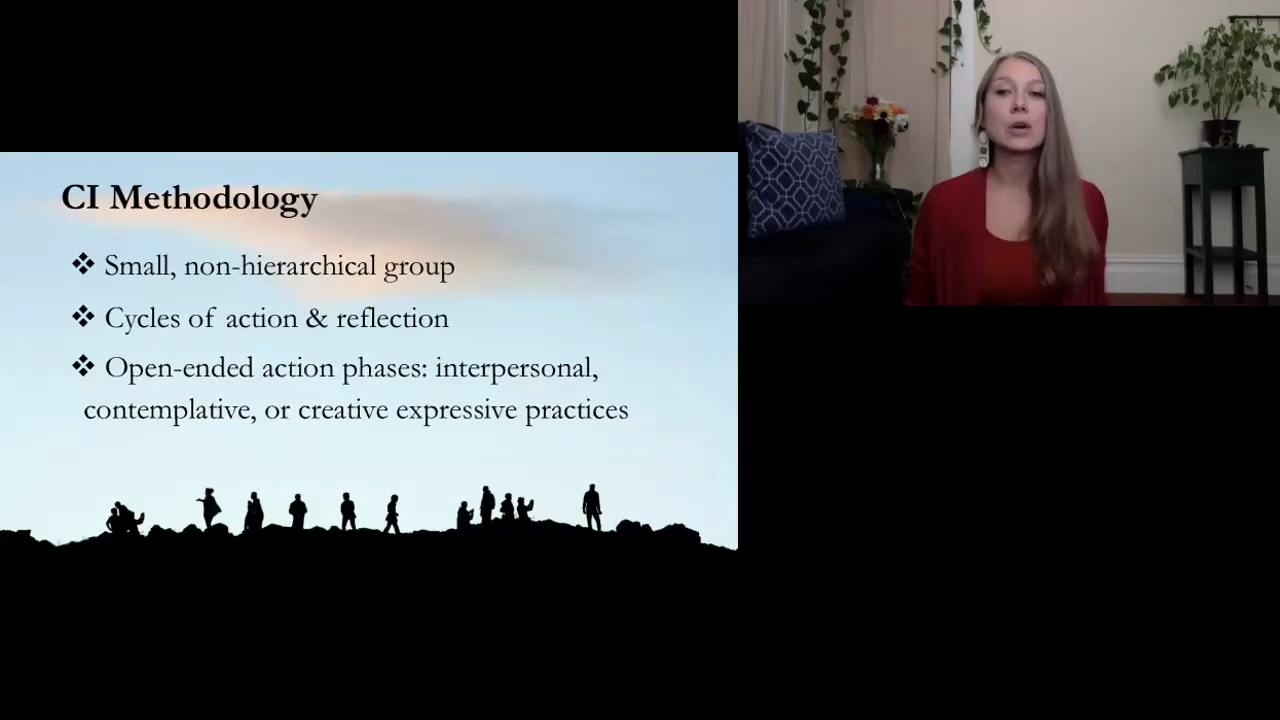 CI Methodology
❖ Small, non-hierarchical group
❖ Cycles of action & reflection
❖ Open-ended action phases: interpersonal,
contemplative, or creative expressive practices